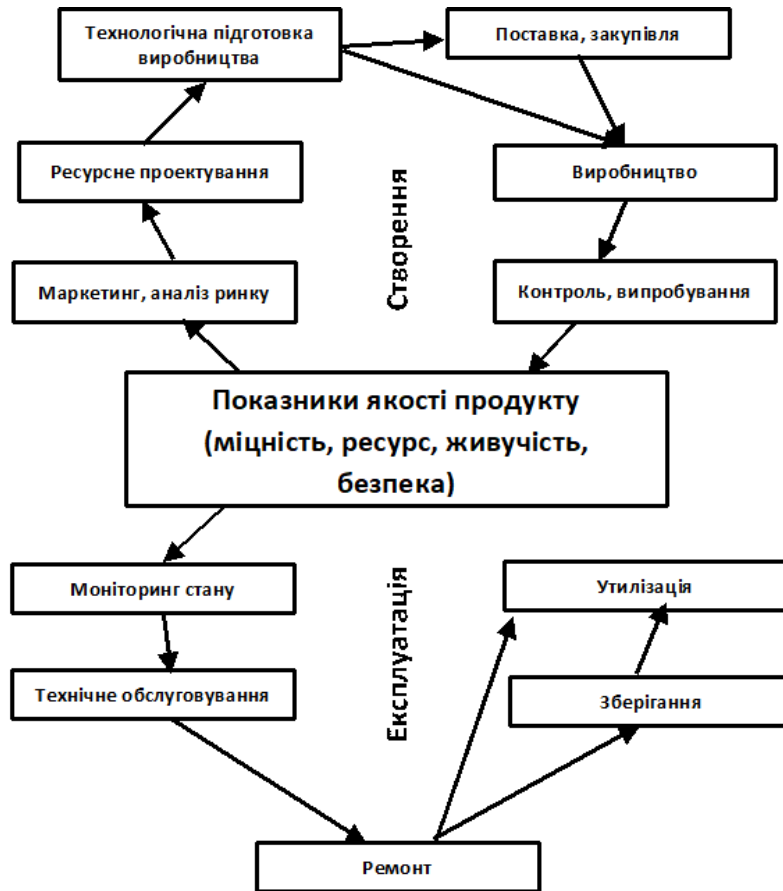 Технологічна підготовка
виробництва
Поставка, закупівля
Ресурсне проектування
Виробництво
Створення
Маркетинг, аналіз ринку
Контроль, випробування
Показники якості продукту
(міцність, ресурс, живучість,
безпека)
Моніторинг стану
Утилізація
Експлуатація
Технічне обслуговування
Зберігання
Ремонт